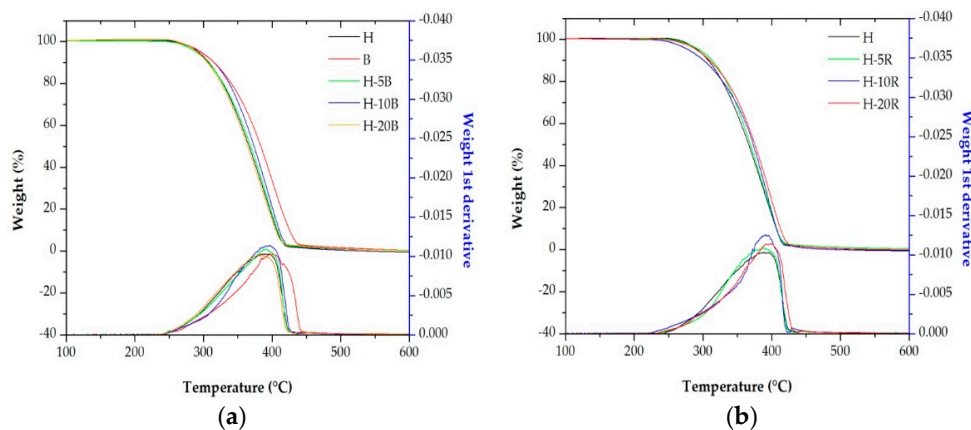 100
80
60
40
20
0
-20
-40
Weight (%)
100
200
300
400
500
600
Temperature (°C)
-0.040
-0.035
-0.030
-0.025
-0.020
-0.015
-0.010
-0.005
0.000
Weight 1st derivative
H
B
H-5B
H-10B
H-20B
(a)
100
80
60
40
20
0
-20
-40
Weight (%)
100
200
300
400
500
600
Temperature (°C)
-0.040
-0.035
-0.030
-0.025
-0.020
-0.015
-0.010
-0.005
0.000
Weight 1st derivative
H
H-5R
H-10R
H-20R
(b)